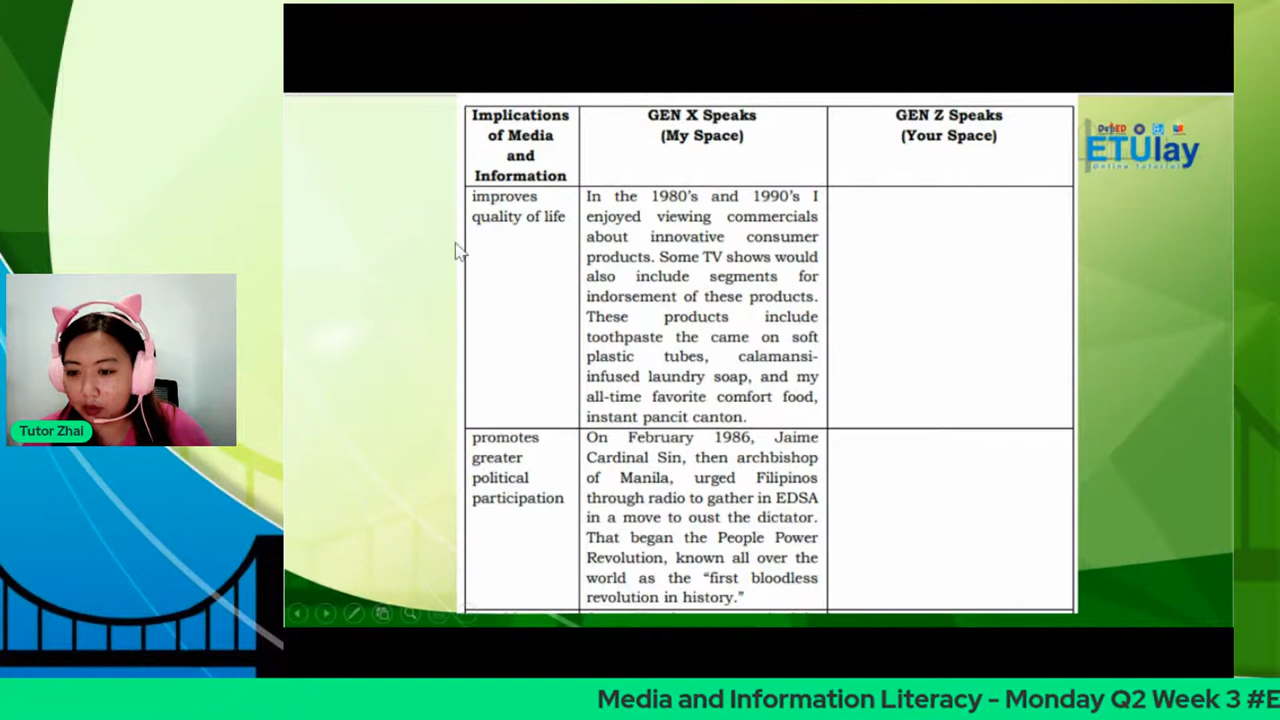 Implications
of Media
and
Information
GEN X Speaks
(My Space)
GEN Z Speaks
(Your Space)
improves
quality of life
In the 1980's and 1990's I
enjoyed viewing commercials
about innovative consumer
products. Some TV shows would
also include segments for
indorsement of these products.
These products include
toothpaste the came on soft
plastic tubes, calamansi-
infused laundry soap, and my
all-time favorite comfort food,
instant pancit canton.
promotes
greater
political
participation
On February 1986, Jaime
Cardinal Sin, then archbishop
of Manila, urged Filipinos
through radio to gather in EDSA
in a move to oust the dictator.
That began the People Power
Revolution, known all over the
world as the “first bloodless
revolution in history.”
DepED
ETUlay
Online Tutorial
Tutor Zhai
Media and Information Literacy - Monday Q2 Week 3 #E